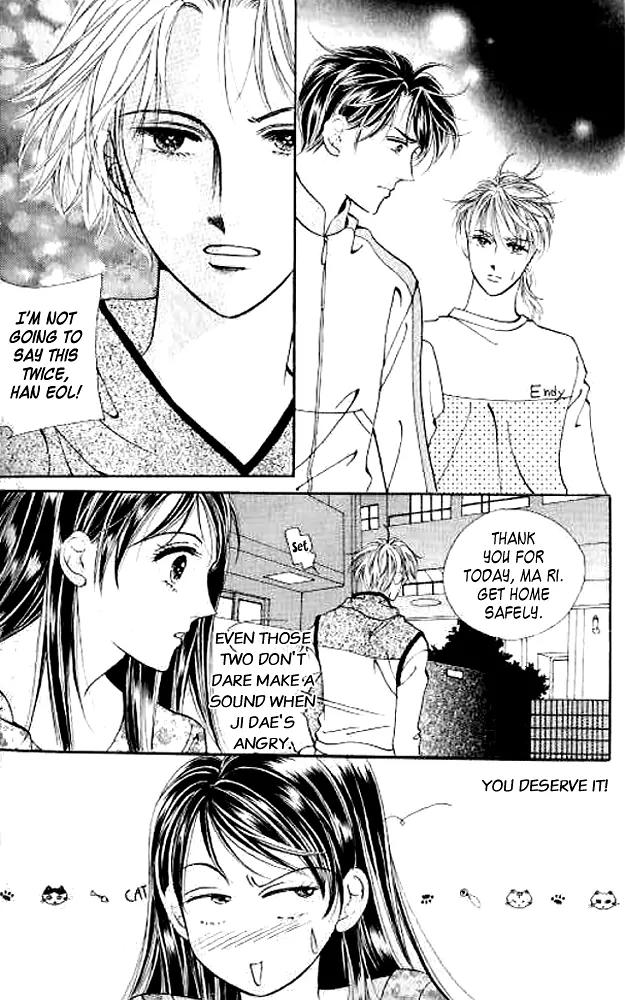 I'M NOT
GOING TO
SAY THIS
TWICE,
HAN EOL!
Endy
Set
THANK
YOU FOR
TODAY, MA RI.
GET HOME
SAFELY.
EVEN THOSE
TWO DON'T
DARE MAKE A
SOUND WHEN
JI DAE'S
ANGRY.
YOU DESERVE IT!
CAT